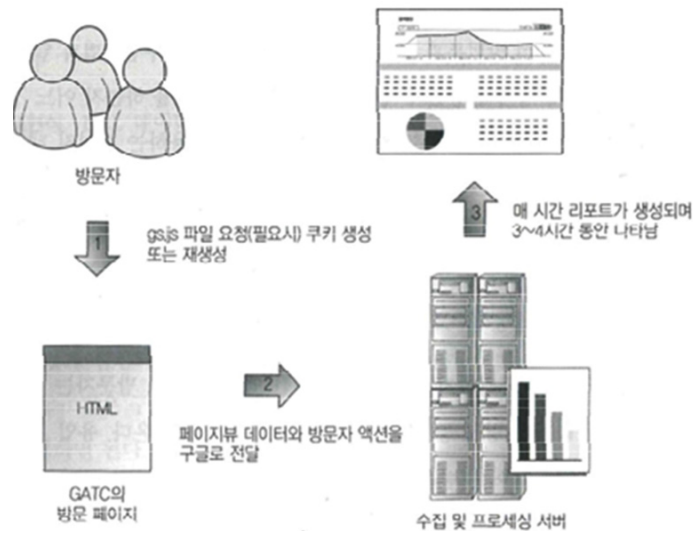 방문자
1
gs.js 파일 요청(필요시) 쿠키 생성
또는 재생성
HTML
GATC의
방문 페이지
2
페이지뷰 데이터와 방문자 액션을
구글로 전달
3
매 시간 리포트가 생성되며
3~4시간 동안 나타남
수집 및 프로세싱 서버